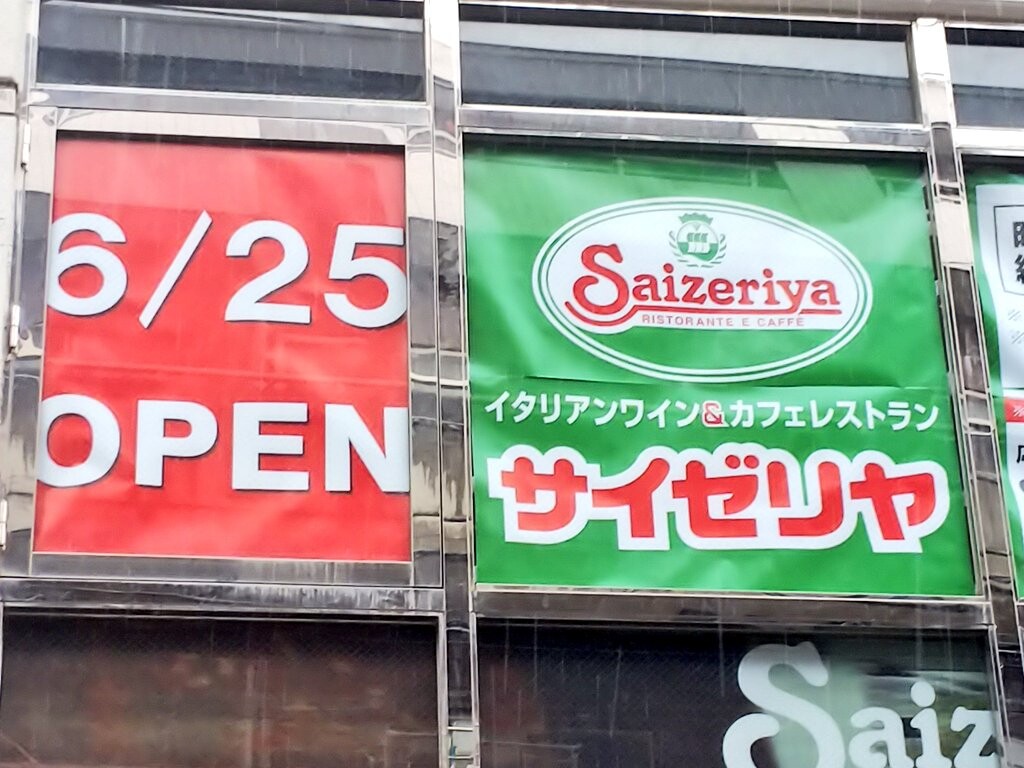 6/25
OPEN
Saizeriya
RISTORANTE E CAFFÈ
イタリアンワイン&カフェレストラン
サイゼリヤ
Saiz